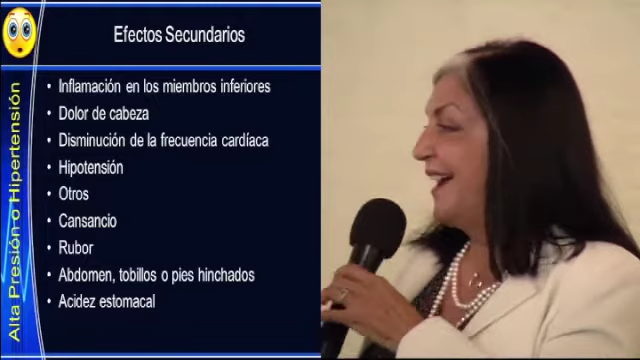 Efectos Secundarios
Alta Presión o Hipertensión
• Inflamación en los miembros inferiores
• Dolor de cabeza
• Disminución de la frecuencia cardíaca
• Hipotensión
• Otros
• Cansancio
• Rubor
• Abdomen, tobillos o pies hinchados
• Acidez estomacal